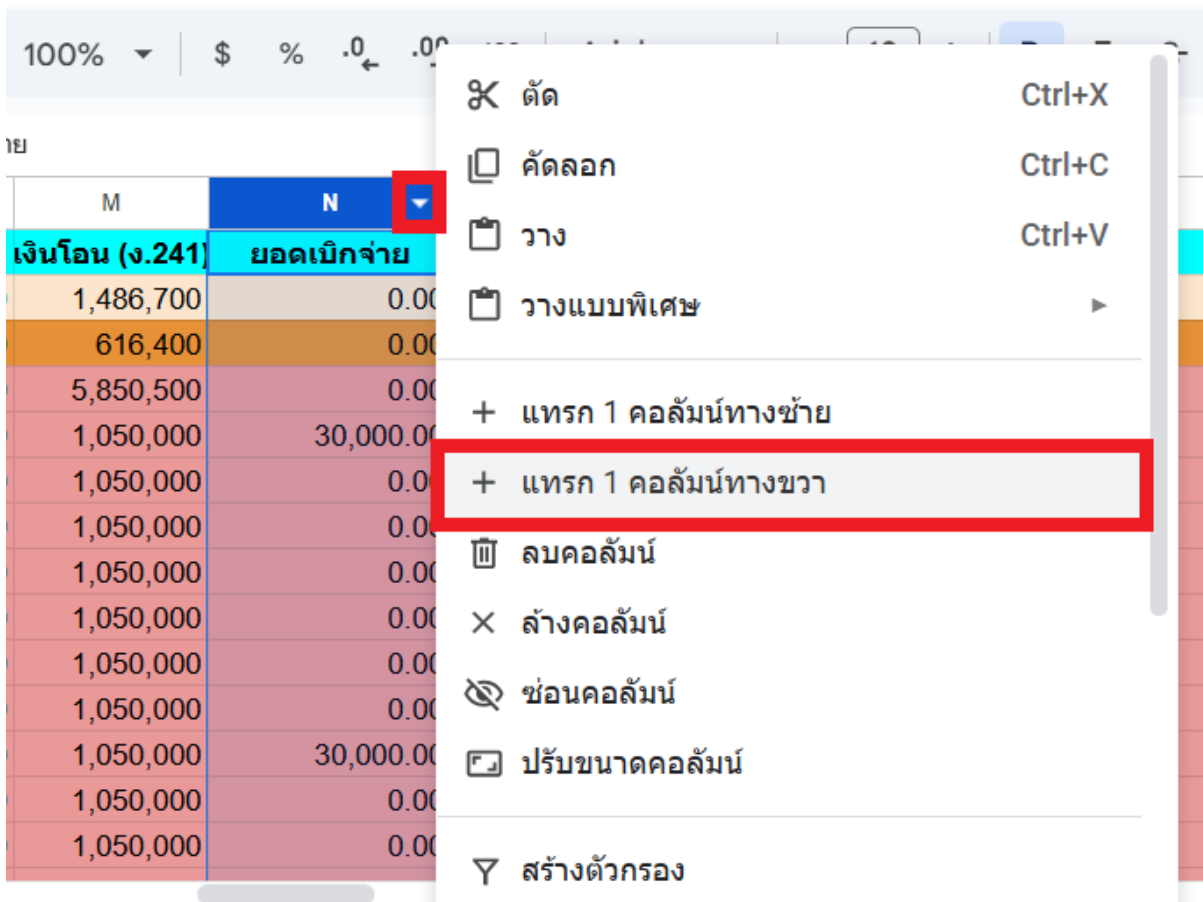 100% $ % .0
ตัด Ctrl+X
คัดลอก Ctrl+C
วาง Ctrl+V
วางแบบพิเศษ
แทรก 1 คอลัมน์ทางซ้าย
แทรก 1 คอลัมน์ทางขวา
ลบคอลัมน์
ล้างคอลัมน์
ซ่อนคอลัมน์
ปรับขนาดคอลัมน์
สร้างตัวกรอง
M N
เงินโอน (ง.241) ยอดเบิกจ่าย
1,486,700 0.00
616,400 0.00
5,850,500 0.00
1,050,000 30,000.00
1,050,000 0.00
1,050,000 0.00
1,050,000 0.00
1,050,000 0.00
1,050,000 0.00
1,050,000 0.00
1,050,000 30,000.00
1,050,000 0.00
1,050,000 0.00